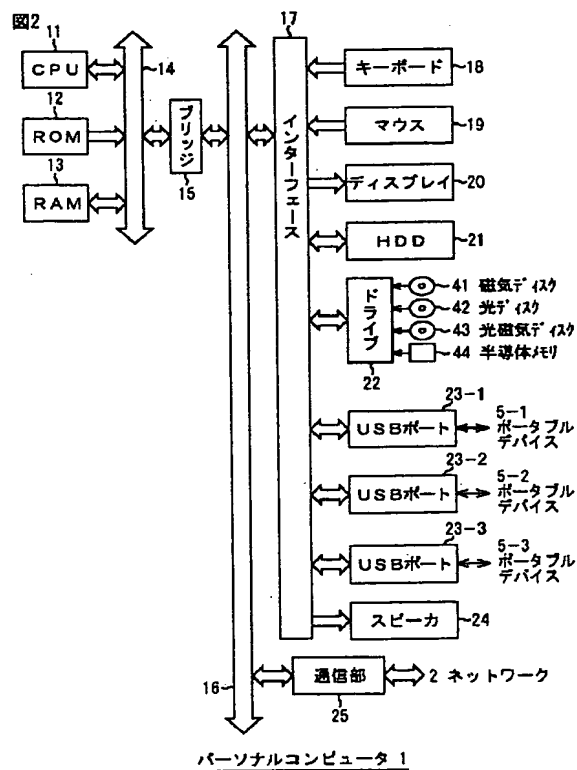 図2
11
CPU
12
ROM
13
RAM
14
ブリッジ
15
16
17
インターフェース
キーボード 18
マウス 19
ディスプレイ 20
HDD 21
ドライブ
22
41 磁気ディスク
42 光ディスク
43 光磁気ディスク
44 半導体メモリ
23-1
USBポート
5-1
ポータブル
デバイス
23-2
USBポート
5-2
ポータブル
デバイス
23-3
USBポート
5-3
ポータブル
デバイス
スピーカ 24
通信部
25
2 ネットワーク
パーソナルコンピュータ 1